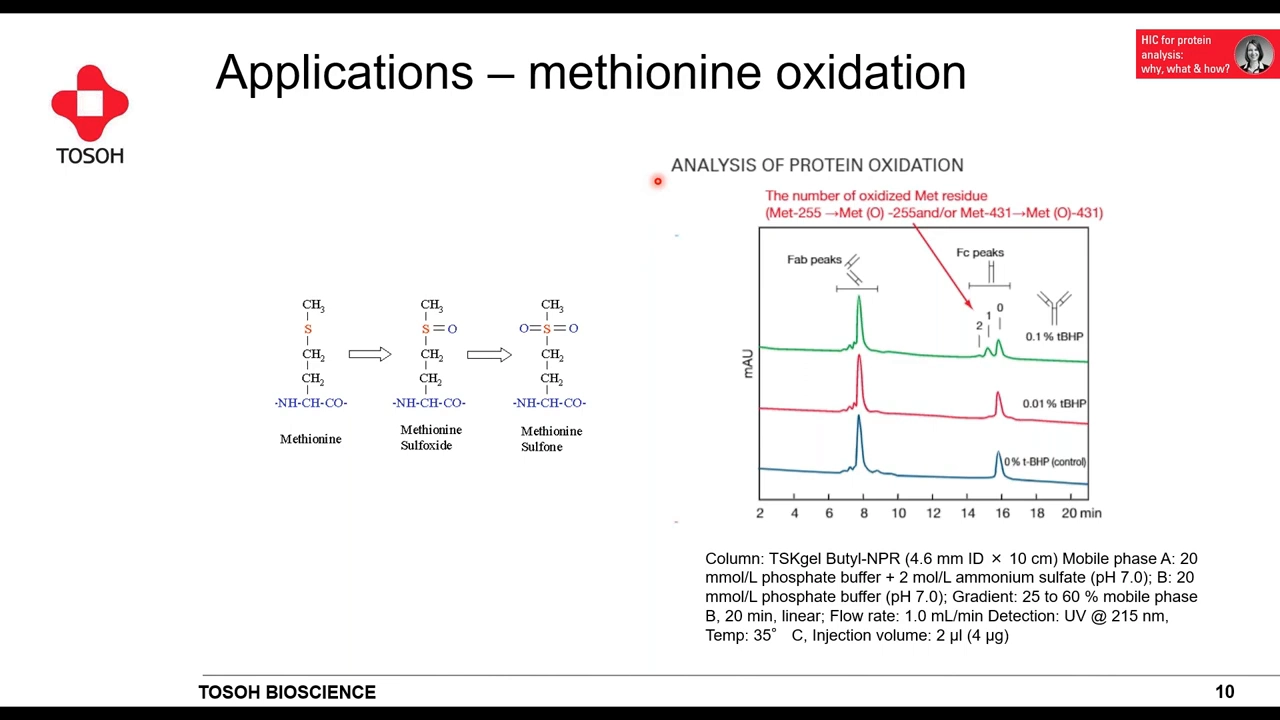 Applications – methionine oxidation
HIC for protein
analysis:
why, what & how?
TOSOH
ANALYSIS OF PROTEIN OXIDATION
The number of oxidized Met residue
(Met-255 →Met (O) -255and/or Met-431→Met (O)-431)
Fab peaks
Fc peaks
2
1
0
0.1 % tBHP
0.01 % tBHP
0% t-BHP (control)
mAU
2 4 6 8 10 12 14 16 18 20 min
CH3
S
CH2
CH2
-NH-CH-CO-
Methionine
CH3
S=O
CH2
CH2
-NH-CH-CO-
Methionine
Sulfoxide
CH3
O=S=O
CH2
CH2
-NH-CH-CO-
Methionine
Sulfone
Column: TSKgel Butyl-NPR (4.6 mm ID × 10 cm) Mobile phase A: 20
mmol/L phosphate buffer + 2 mol/L ammonium sulfate (pH 7.0); B: 20
mmol/L phosphate buffer (pH 7.0); Gradient: 25 to 60 % mobile phase
B, 20 min, linear; Flow rate: 1.0 mL/min Detection: UV @ 215 nm,
Temp: 35° C, Injection volume: 2 μl (4 μg)
TOSOH BIOSCIENCE
10